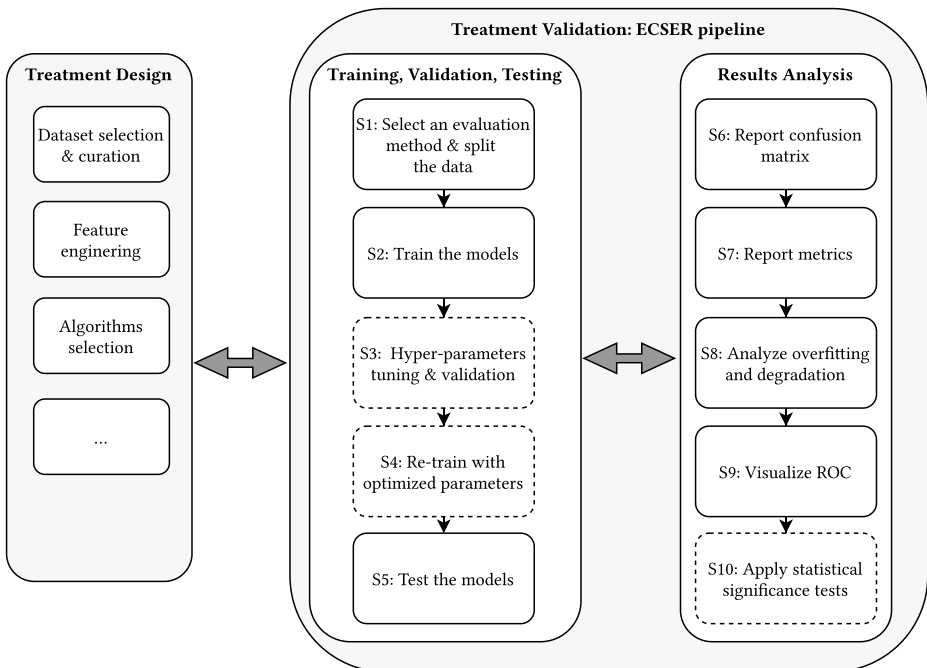 Treatment Validation: ECSER pipeline
Treatment Design
Dataset selection
& curation
Feature
enginering
Algorithms
selection
...
Training, Validation, Testing
S1: Select an evaluation
method & split
the data
S2: Train the models
S3:  Hyper-parameters
tuning & validation
S4: Re-train with
optimized parameters
S5: Test the models
Results Analysis
S6: Report confusion
matrix
S7: Report metrics
S8: Analyze overfitting
and degradation
S9: Visualize ROC
S10: Apply statistical
significance tests